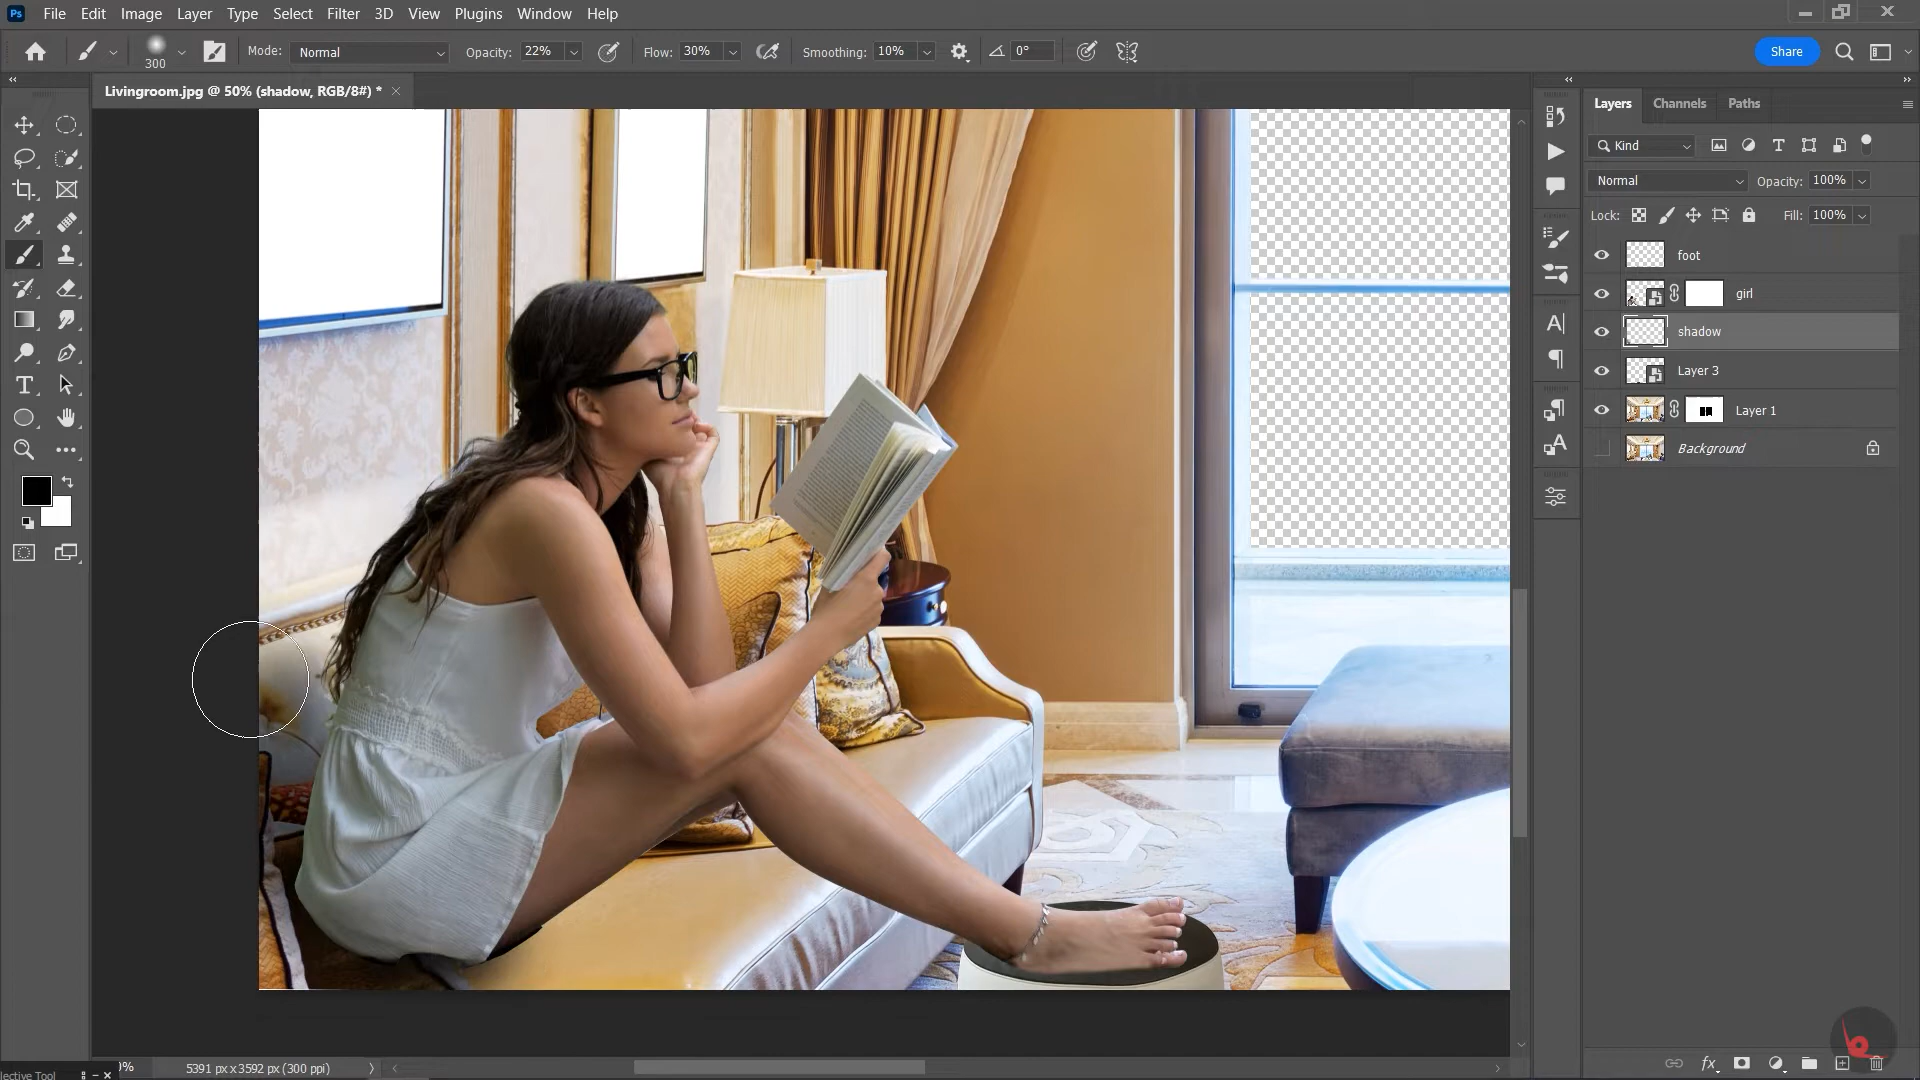 Ps File Edit Image Layer Type Select Filter 3D View Plugins Window Help
300 Mode: Normal Opacity: 22% Flow: 30% Smoothing: 10% 0° Share
Livingroom.jpg @ 50% (shadow, RGB/8#) * ×
Layers Channels Paths
Kind
Normal Opacity: 100%
Lock: Fill: 100%
foot
girl
shadow
Layer 3
Layer 1
Background
5391 px x 3592 px (300 ppi)
lective Tool